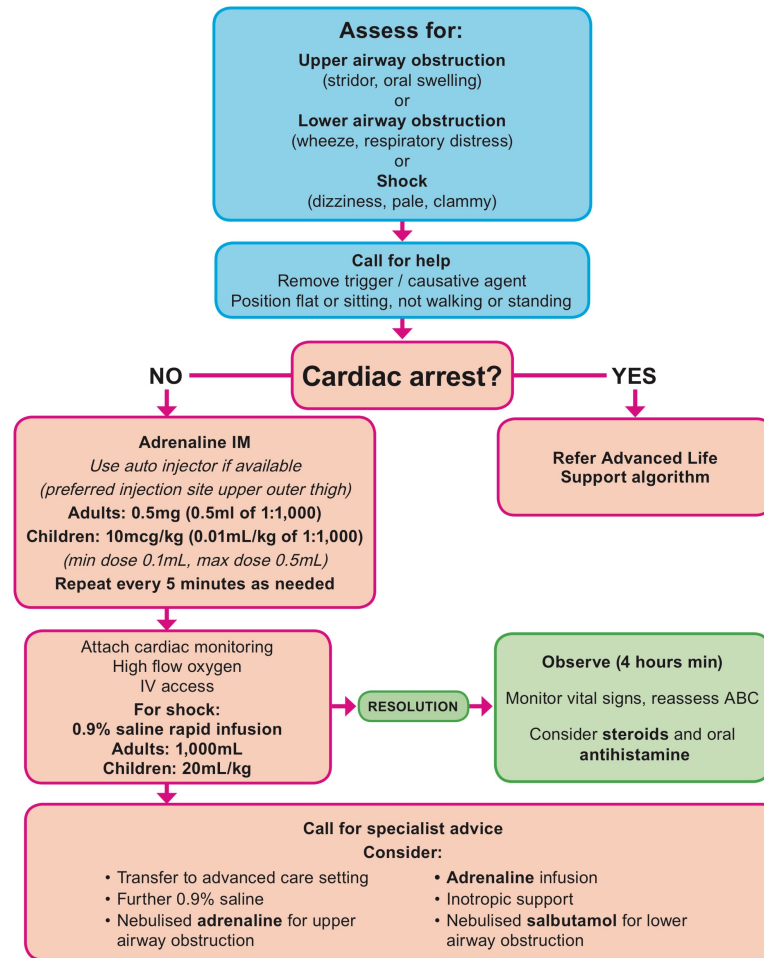 Assess for:
Upper airway obstruction
(stridor, oral swelling)
or
Lower airway obstruction
(wheeze, respiratory distress)
or
Shock
(dizziness, pale, clammy)
Call for help
Remove trigger / causative agent
Position flat or sitting, not walking or standing
Cardiac arrest?
NO
YES
Adrenaline IM
Use auto injector if available
(preferred injection site upper outer thigh)
Adults: 0.5mg (0.5ml of 1:1,000)
Children: 10mcg/kg (0.01mL/kg of 1:1,000)
(min dose 0.1mL, max dose 0.5mL)
Repeat every 5 minutes as needed
Refer Advanced Life
Support algorithm
Attach cardiac monitoring
High flow oxygen
IV access
For shock:
0.9% saline rapid infusion
Adults: 1,000mL
Children: 20mL/kg
RESOLUTION
Observe (4 hours min)
Monitor vital signs, reassess ABC
Consider steroids and oral
antihistamine
Call for specialist advice
Consider:
• Transfer to advanced care setting
• Further 0.9% saline
• Nebulised adrenaline for upper
airway obstruction
• Adrenaline infusion
• Inotropic support
• Nebulised salbutamol for lower
airway obstruction